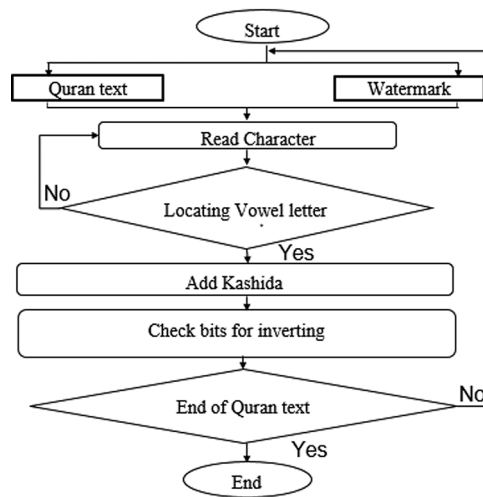 Start
Quran text
Watermark
Read Character
No
Locating Vowel letter
Yes
Add Kashida
Check bits for inverting
No
End of Quran text
Yes
End